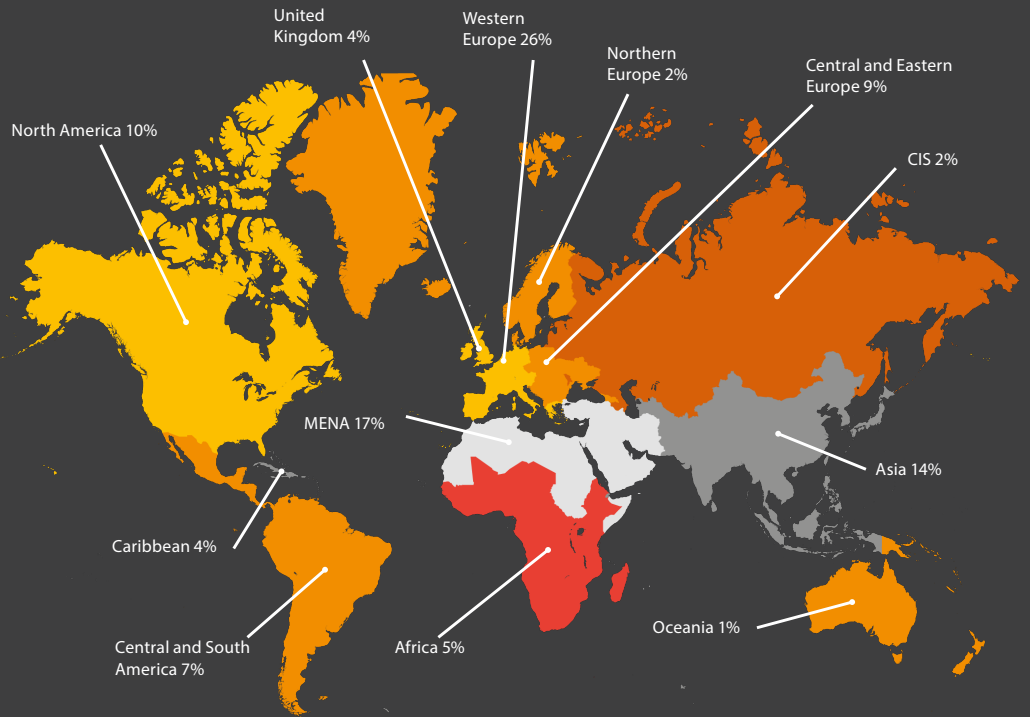 United
Kingdom 4%
Western
Europe 26%
Northern
Europe 2%
Central and Eastern
Europe 9%
North America 10%
CIS 2%
MENA 17%
Asia 14%
Caribbean 4%
Central and South
America 7%
Africa 5%
Oceania 1%